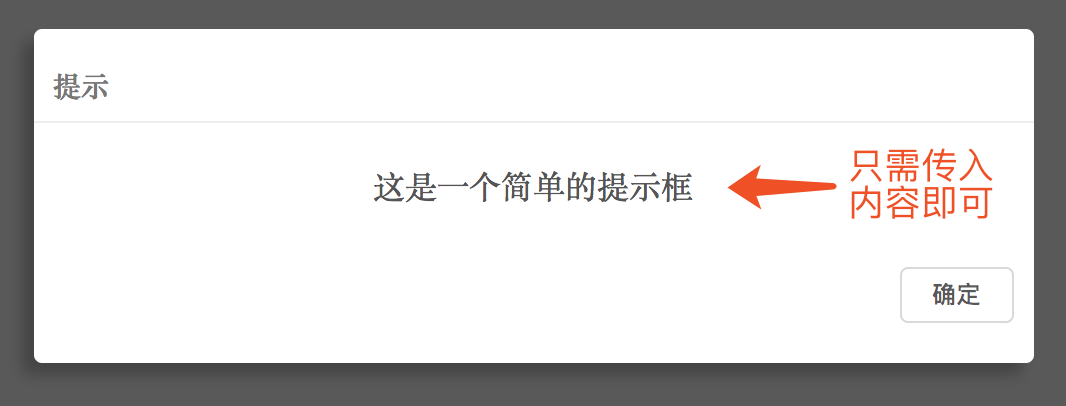 提示
这是一个简单的提示框
只需传入
内容即可
确定